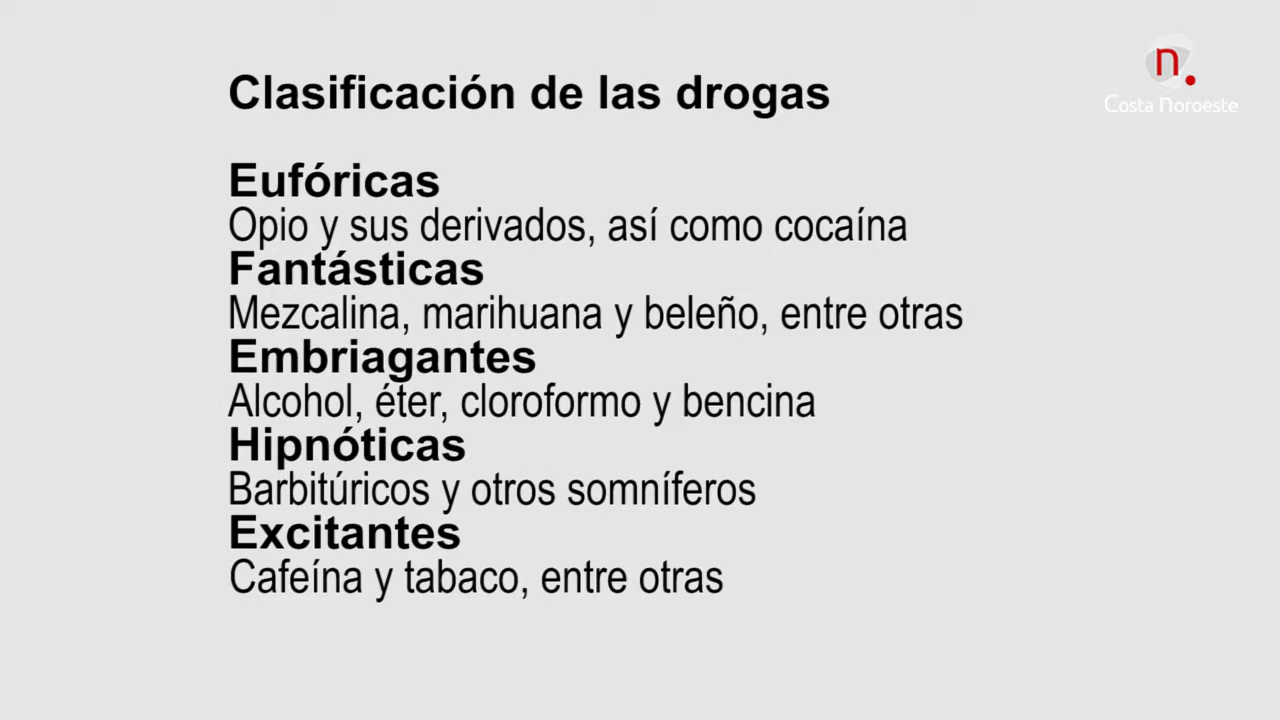 Clasificación de las drogas
n.
Costa Noroeste
Eufóricas
Opio y sus derivados, así como cocaína
Fantásticas
Mezcalina, marihuana y beleño, entre otras
Embriagantes
Alcohol, éter, cloroformo y bencina
Hipnóticas
Barbitúricos y otros somníferos
Excitantes
Cafeína y tabaco, entre otras